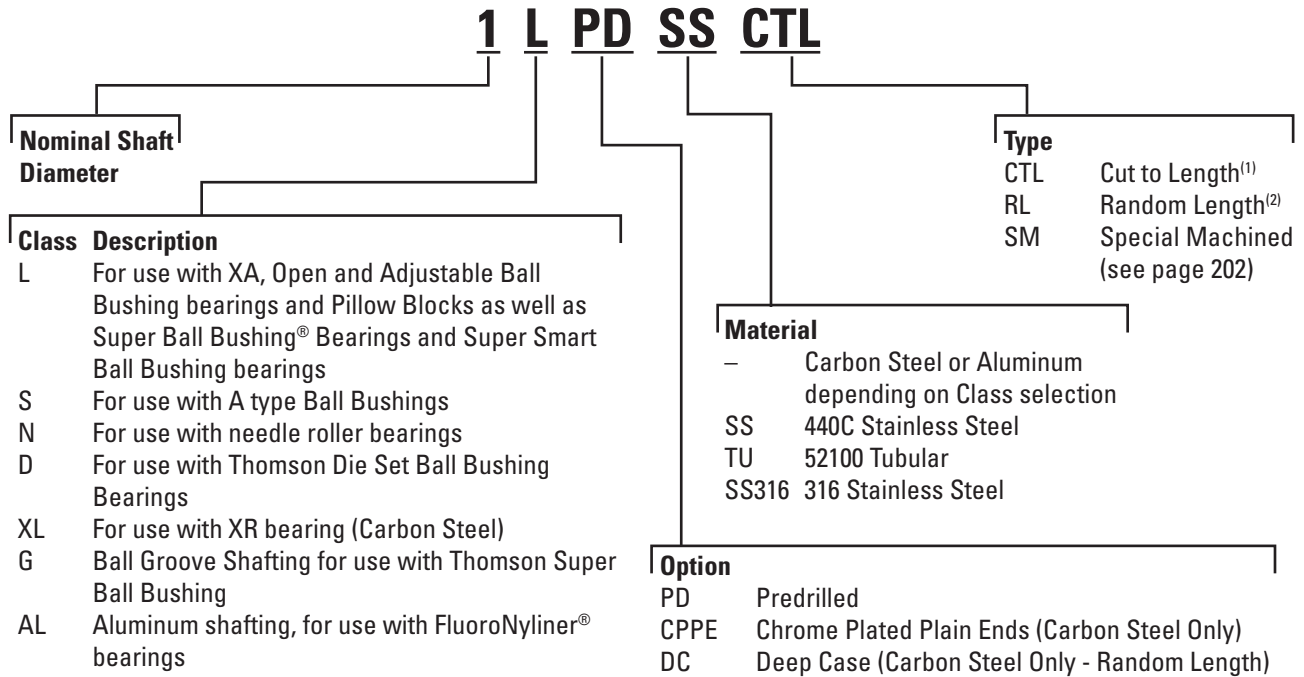 1 L PD SS CTL
Nominal Shaft
Diameter
Class Description
L For use with XA, Open and Adjustable Ball
Bushing bearings and Pillow Blocks as well as
Super Ball Bushing® Bearings and Super Smart
Ball Bushing bearings
S For use with A type Ball Bushings
N For use with needle roller bearings
D For use with Thomson Die Set Ball Bushing
Bearings
XL For use with XR bearing (Carbon Steel)
G Ball Groove Shafting for use with Thomson Super
Ball Bushing
AL Aluminum shafting, for use with FluoroNyliner®
bearings
Type
CTL Cut to Length(1)
RL Random Length(2)
SM Special Machined
(see page 202)
Material
– Carbon Steel or Aluminum
depending on Class selection
SS 440C Stainless Steel
TU 52100 Tubular
SS316 316 Stainless Steel
Option
PD Predrilled
CPPE Chrome Plated Plain Ends (Carbon Steel Only)
DC Deep Case (Carbon Steel Only - Random Length)